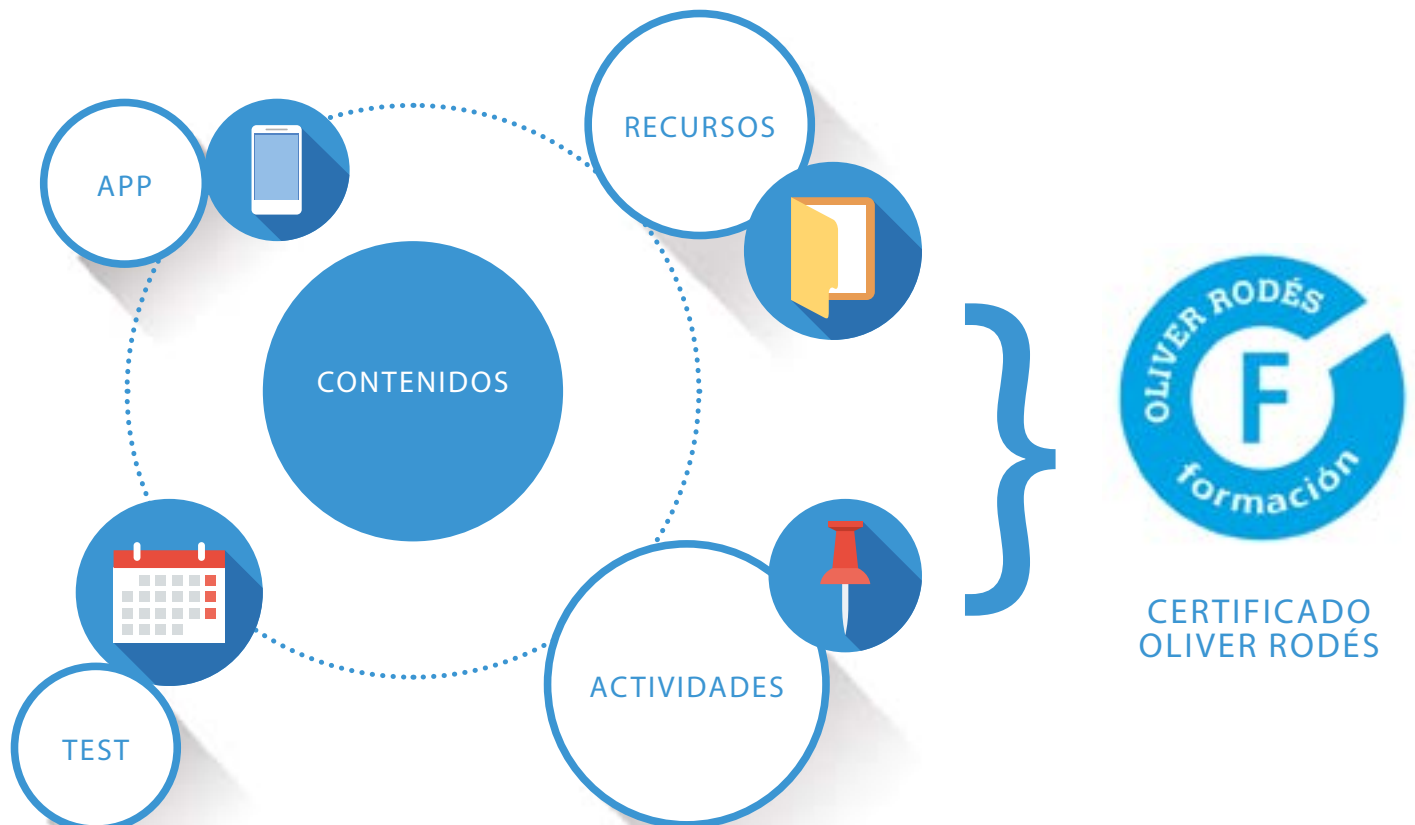 APP
RECURSOS
CONTENIDOS
TEST
ACTIVIDADES
OLIVER RODÉS
F
formación
CERTIFICADO
OLIVER RODÉS